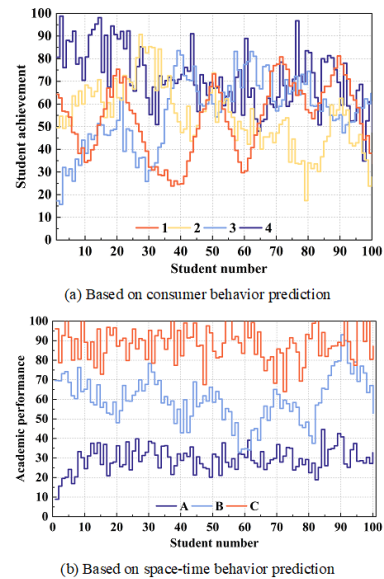 100
90
80
70
60
50
40
30
20
10
0
Student achievement
1 2 3 4
10 20 30 40 50 60 70 80 90 100
Student number
(a) Based on consumer behavior prediction
100
90
80
70
60
50
40
30
20
10
0
Academic performance
A B C
0 10 20 30 40 50 60 70 80 90 100
Student number
(b) Based on space-time behavior prediction